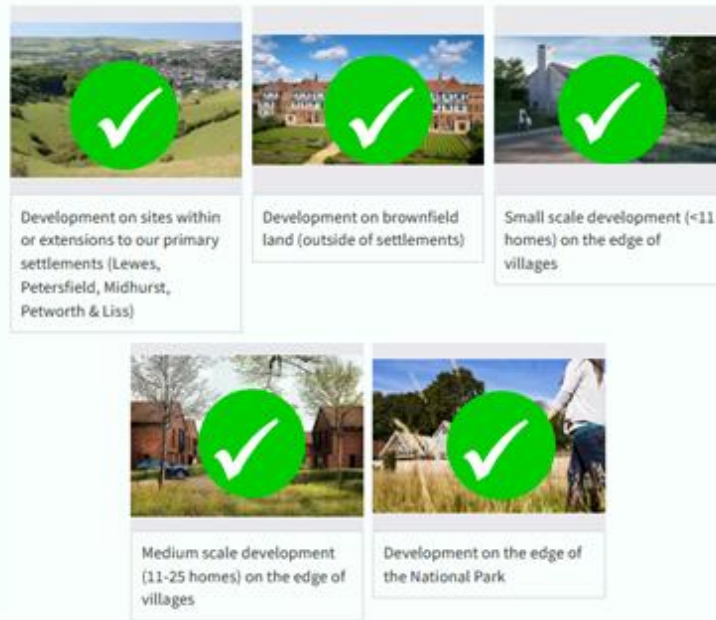 Development on sites within
or extensions to our primary
settlements (Lewes,
Petersfield, Midhurst,
Petworth & Liss)
Development on brownfield
land (outside of settlements)
Small scale development (<11
homes) on the edge of
villages
Medium scale development
(11-25 homes) on the edge of
villages
Development on the edge of
the National Park